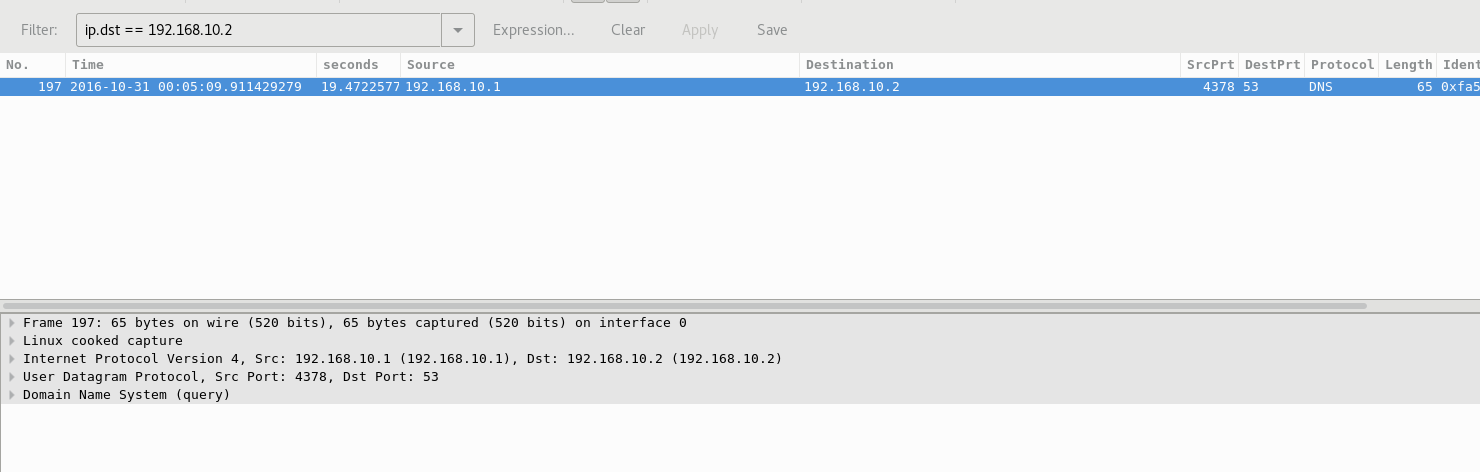 Filter: ip.dst == 192.168.10.2 Expression... Clear Apply Save
No. Time seconds Source Destination SrcPrt DestPrt Protocol Length Ident
197 2016-10-31 00:05:09.911429279 19.4722577 192.168.10.1 192.168.10.2 4378 53 DNS 65 0xfa5
Frame 197: 65 bytes on wire (520 bits), 65 bytes captured (520 bits) on interface 0
Linux cooked capture
Internet Protocol Version 4, Src: 192.168.10.1 (192.168.10.1), Dst: 192.168.10.2 (192.168.10.2)
User Datagram Protocol, Src Port: 4378, Dst Port: 53
Domain Name System (query)